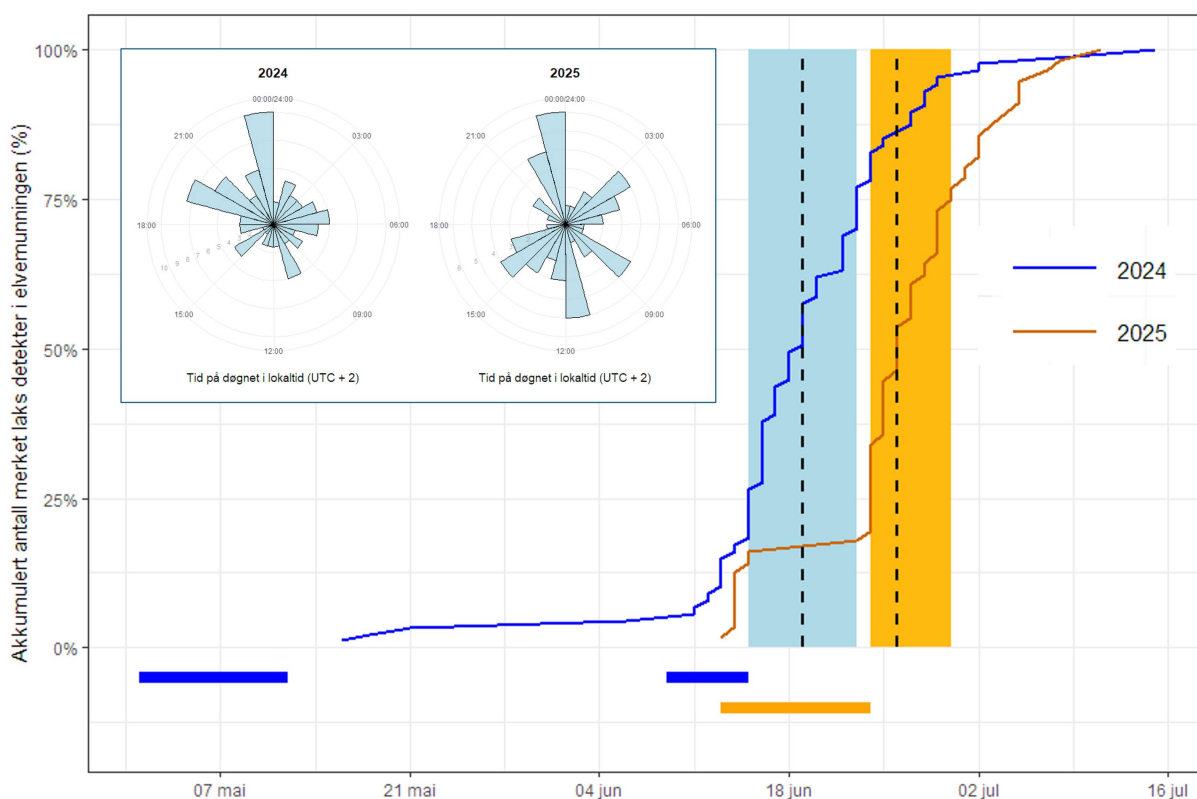 Akkumulert antall merket laks detekter i elvemunningen (%)
100%
75%
50%
25%
0%
2024
00:00/24:00
03:00
06:00
09:00
12:00
15:00
18:00
21:00
Tid på døgnet i lokaltid (UTC + 2)
2025
00:00/24:00
03:00
06:00
09:00
12:00
15:00
18:00
21:00
Tid på døgnet i lokaltid (UTC + 2)
2024
2025
07 mai
21 mai
04 jun
18 jun
02 jul
16 jul